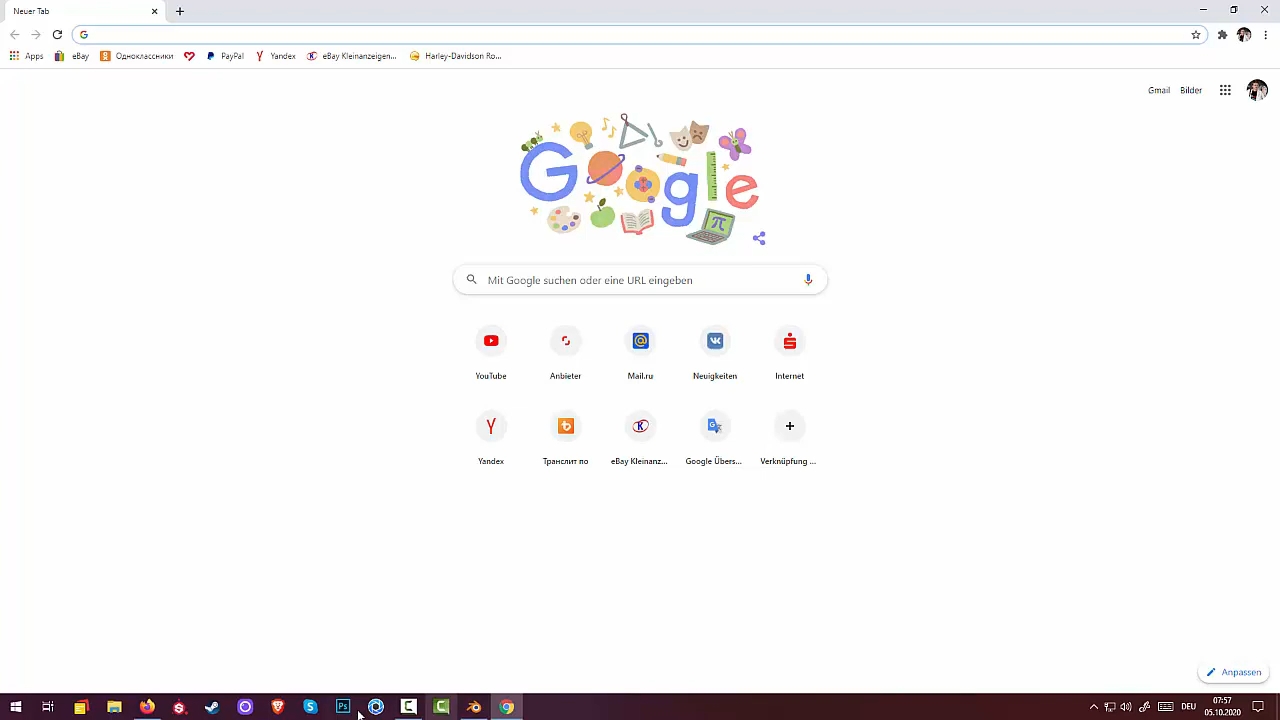 Neuer Tab
Apps eBay Одноклассники PayPal Yandex eBay Kleinanzeigen... Harley-Davidson Ro...
Gmail Bilder
Google
Mit Google suchen oder eine URL eingeben
YouTube Anbieter Mail.ru Neuigkeiten Internet
Yandex Транслит по eBay Kleinanz... Google Übers... Verknüpfung ...
Anpassen
Ps
DEU
07:57
05.10.2020